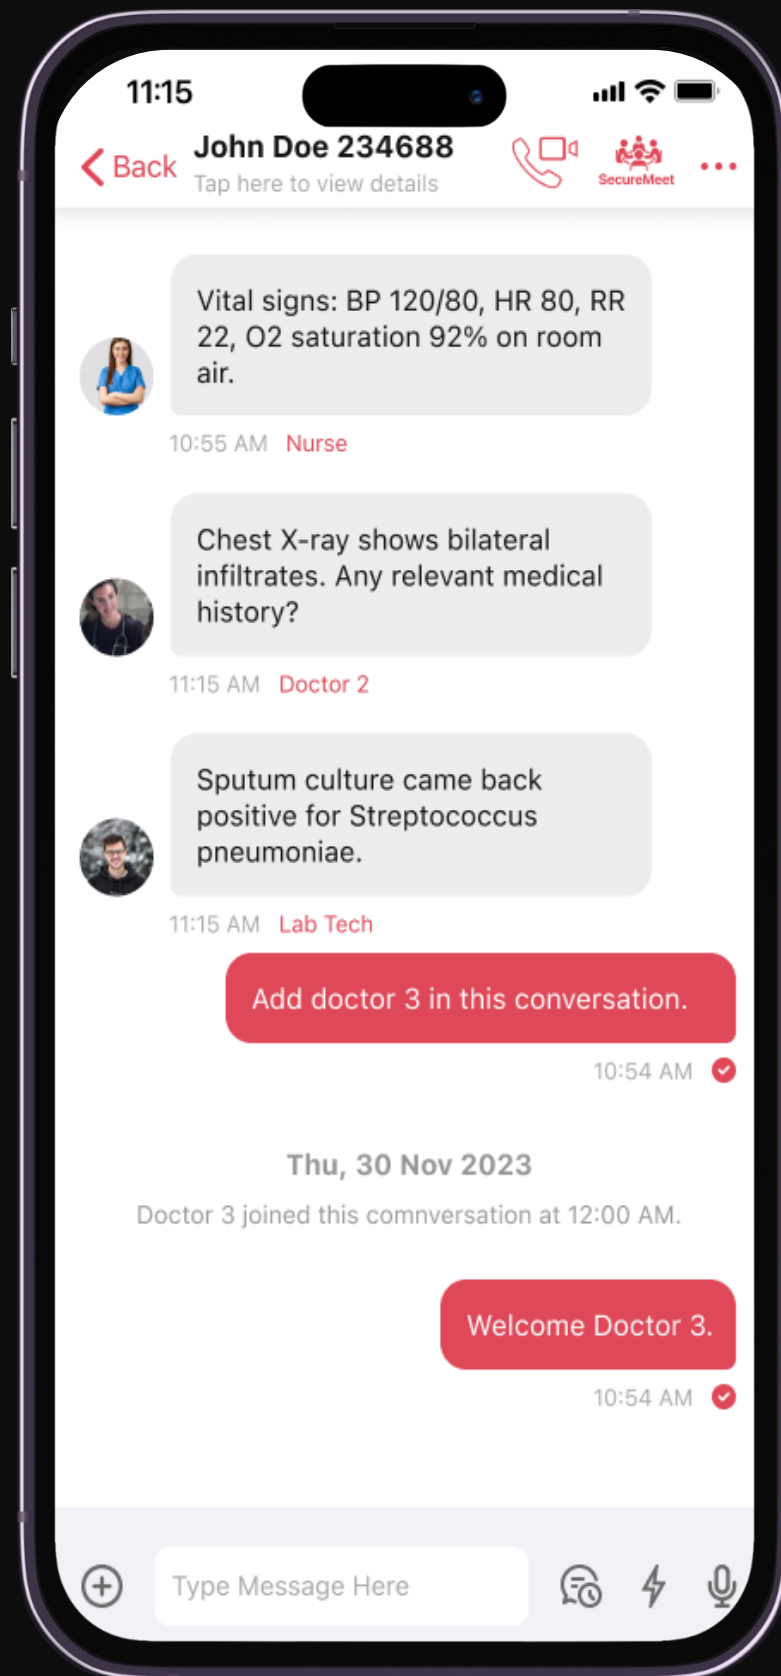 11:15
Back
John Doe 234688
Tap here to view details
SecureMeet
Vital signs: BP 120/80, HR 80, RR
22, O2 saturation 92% on room
air.
10:55 AM Nurse
Chest X-ray shows bilateral
infiltrates. Any relevant medical
history?
11:15 AM Doctor 2
Sputum culture came back
positive for Streptococcus
pneumoniae.
11:15 AM Lab Tech
Add doctor 3 in this conversation.
10:54 AM
Thu, 30 Nov 2023
Doctor 3 joined this comnversation at 12:00 AM.
Welcome Doctor 3.
10:54 AM
Type Message Here